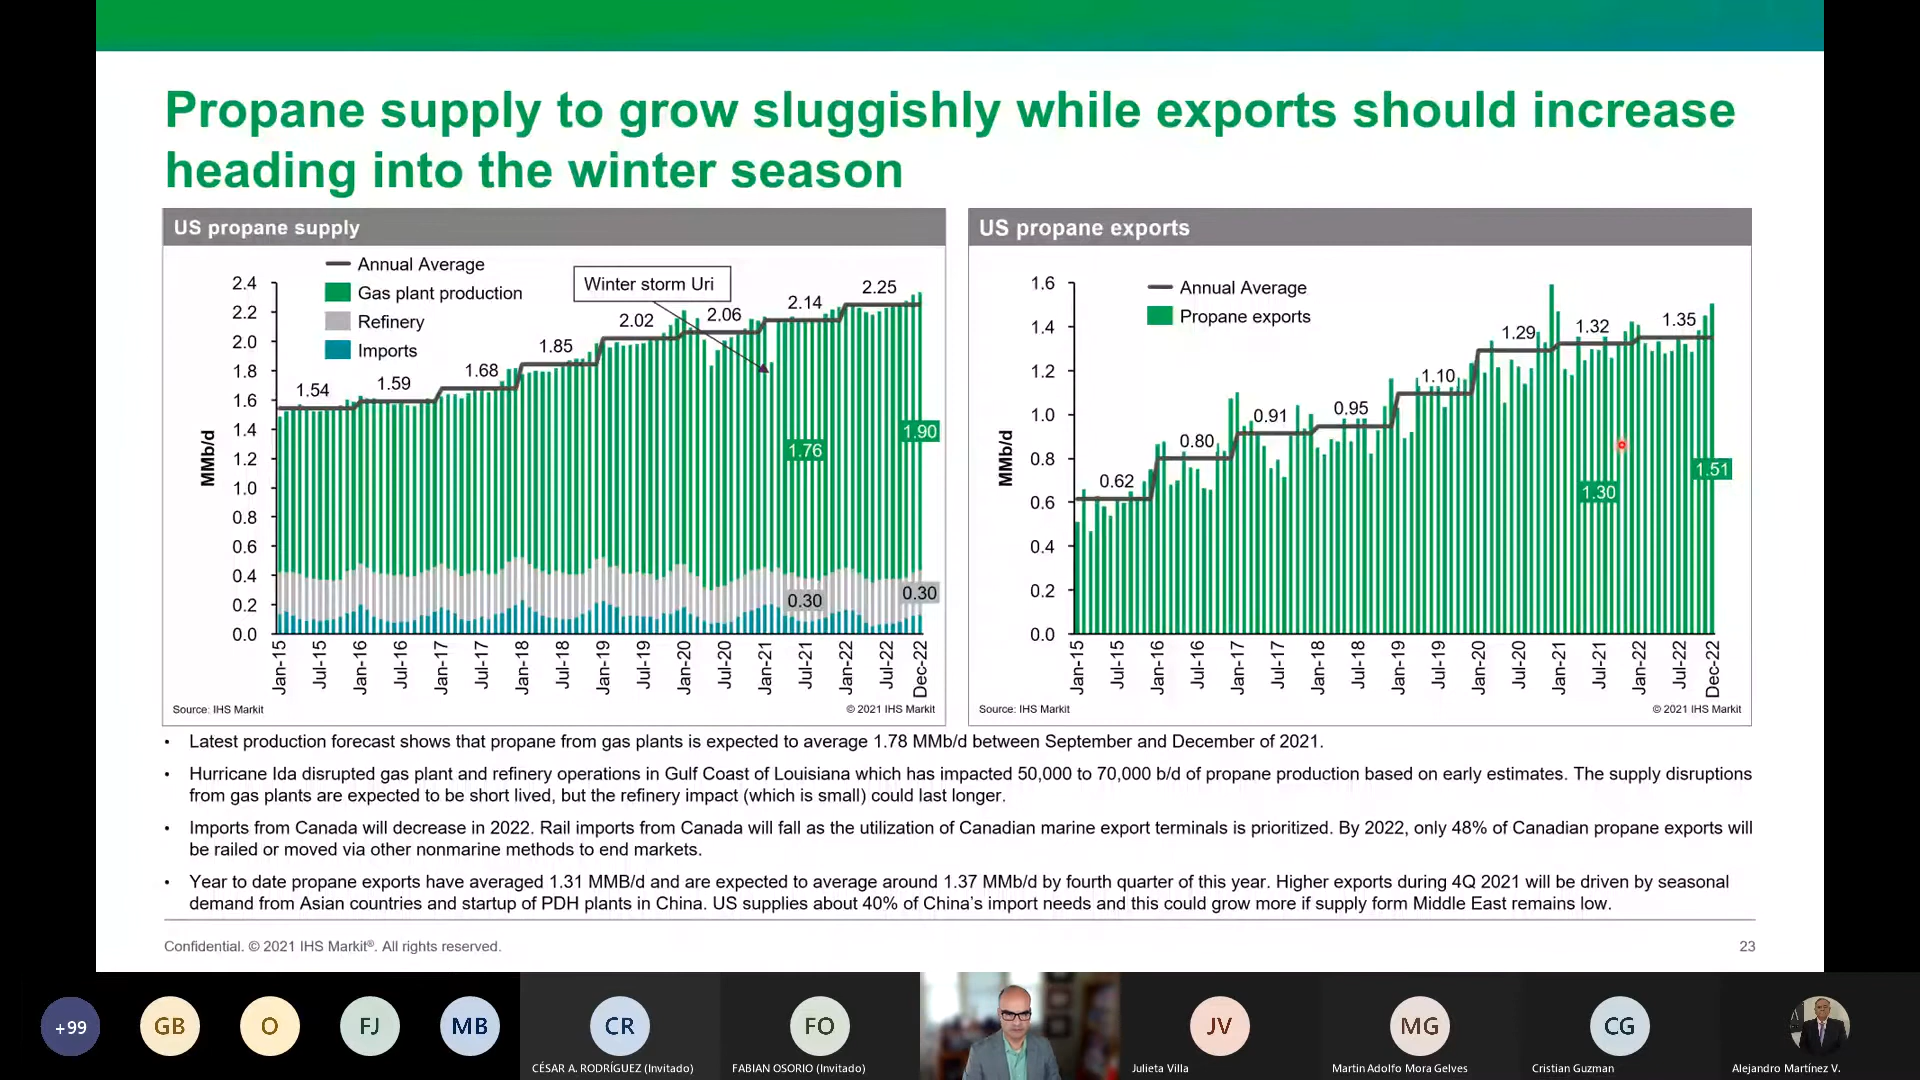 Propane supply to grow sluggishly while exports should increase
heading into the winter season
US propane supply
Annual Average
Gas plant production
Refinery
Imports
Winter storm Uri
MMb/d
2.4
2.2
2.0
1.8
1.6
1.4
1.2
1.0
0.8
0.6
0.4
0.2
0.0
1.54
1.59
1.68
1.85
2.02
2.06
2.14
2.25
1.76
1.90
0.30
0.30
Jan-15
Jul-15
Jan-16
Jul-16
Jan-17
Jul-17
Jan-18
Jul-18
Jan-19
Jul-19
Jan-20
Jul-20
Jan-21
Jul-21
Jan-22
Jul-22
Dec-22
Source: IHS Markit
© 2021 IHS Markit
US propane exports
Annual Average
Propane exports
MMb/d
1.6
1.4
1.2
1.0
0.8
0.6
0.4
0.2
0.0
0.62
0.80
0.91
0.95
1.10
1.29
1.32
1.35
1.30
1.51
Jan-15
Jul-15
Jan-16
Jul-16
Jan-17
Jul-17
Jan-18
Jul-18
Jan-19
Jul-19
Jan-20
Jul-20
Jan-21
Jul-21
Jan-22
Jul-22
Dec-22
Source: IHS Markit
© 2021 IHS Markit
• Latest production forecast shows that propane from gas plants is expected to average 1.78 MMb/d between September and December of 2021.
• Hurricane Ida disrupted gas plant and refinery operations in Gulf Coast of Louisiana which has impacted 50,000 to 70,000 b/d of propane production based on early estimates. The supply disruptions
from gas plants are expected to be short lived, but the refinery impact (which is small) could last longer.
• Imports from Canada will decrease in 2022. Rail imports from Canada will fall as the utilization of Canadian marine export terminals is prioritized. By 2022, only 48% of Canadian propane exports will
be railed or moved via other nonmarine methods to end markets.
• Year to date propane exports have averaged 1.31 MMB/d and are expected to average around 1.37 MMb/d by fourth quarter of this year. Higher exports during 4Q 2021 will be driven by seasonal
demand from Asian countries and startup of PDH plants in China. US supplies about 40% of China’s import needs and this could grow more if supply form Middle East remains low.
Confidential. © 2021 IHS Markit®. All rights reserved.
23
+99
GB
O
FJ
MB
CR
FO
JV
MG
CG
CÉSAR A. RODRÍGUEZ (Invitado)
FABIAN OSORIO (Invitado)
Julieta Villa
Martin Adolfo Mora Gelves
Cristian Guzman
Alejandro Martínez V.